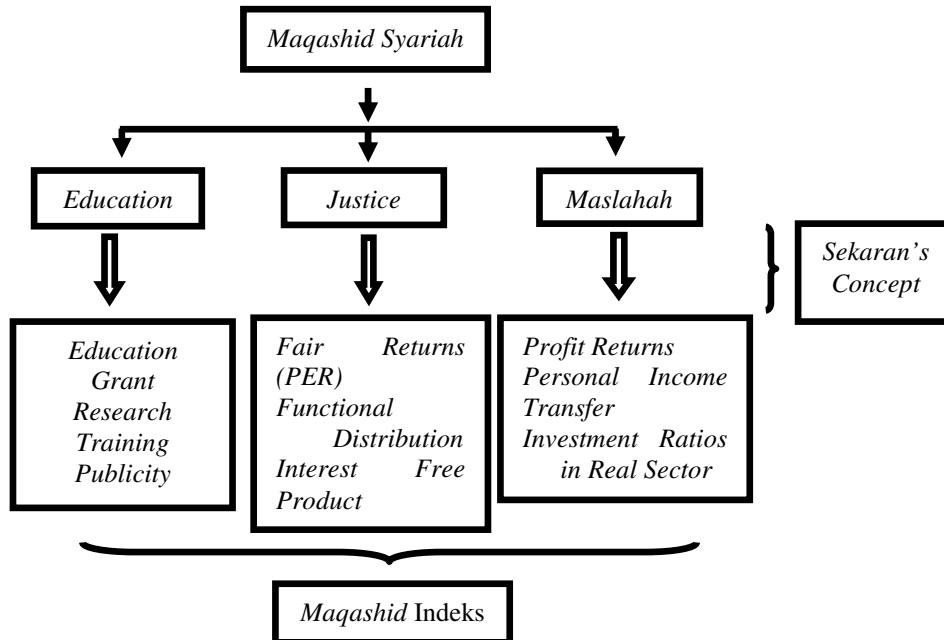 Maqashid Syariah
Education
Justice
Maslahah
Sekaran's
Concept
Education
Grant
Research
Training
Publicity
Fair Returns
(PER)
Functional
Distribution
Interest Free
Product
Profit Returns
Personal Income
Transfer
Investment Ratios
in Real Sector
Maqashid Indeks